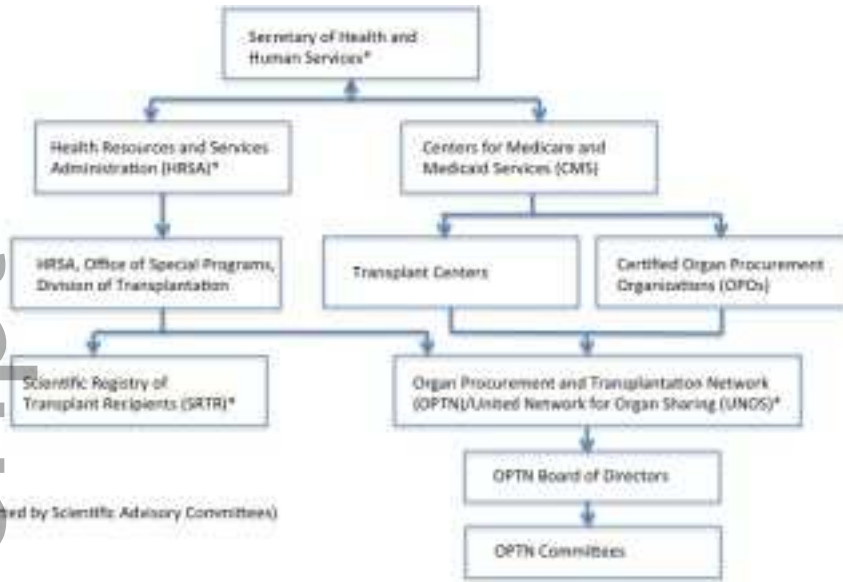 Secretary of Health and
Human Services*
Health Resources and Services
Administration (HRSA)*
Centers for Medicare and
Medicaid Services (CMS)
HRSA, Office of Special Programs,
Division of Transplantation
Transplant Centers
Certified Organ Procurement
Organizations (OPOs)
Scientific Registry of
Transplant Recipients (SRTR)*
Organ Procurement and Transplantation Network
(OPTN)/United Network for Organ Sharing (UNOS)*
OPTN Board of Directors
by Scientific Advisory Committees)
OPTN Committees